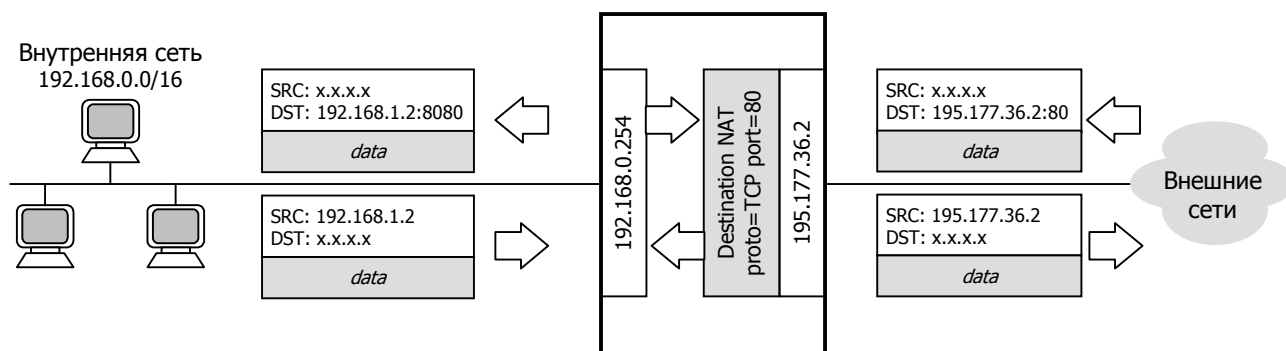 Внутренняя сеть
192.168.0.0/16
SRC: x.x.x.x
DST: 192.168.1.2:8080
data
SRC: 192.168.1.2
DST: x.x.x.x
data
192.168.0.254
Destination NAT
proto=TCP port=80
195.177.36.2
SRC: x.x.x.x
DST: 195.177.36.2:80
data
SRC: 195.177.36.2
DST: x.x.x.x
data
Внешние
сети